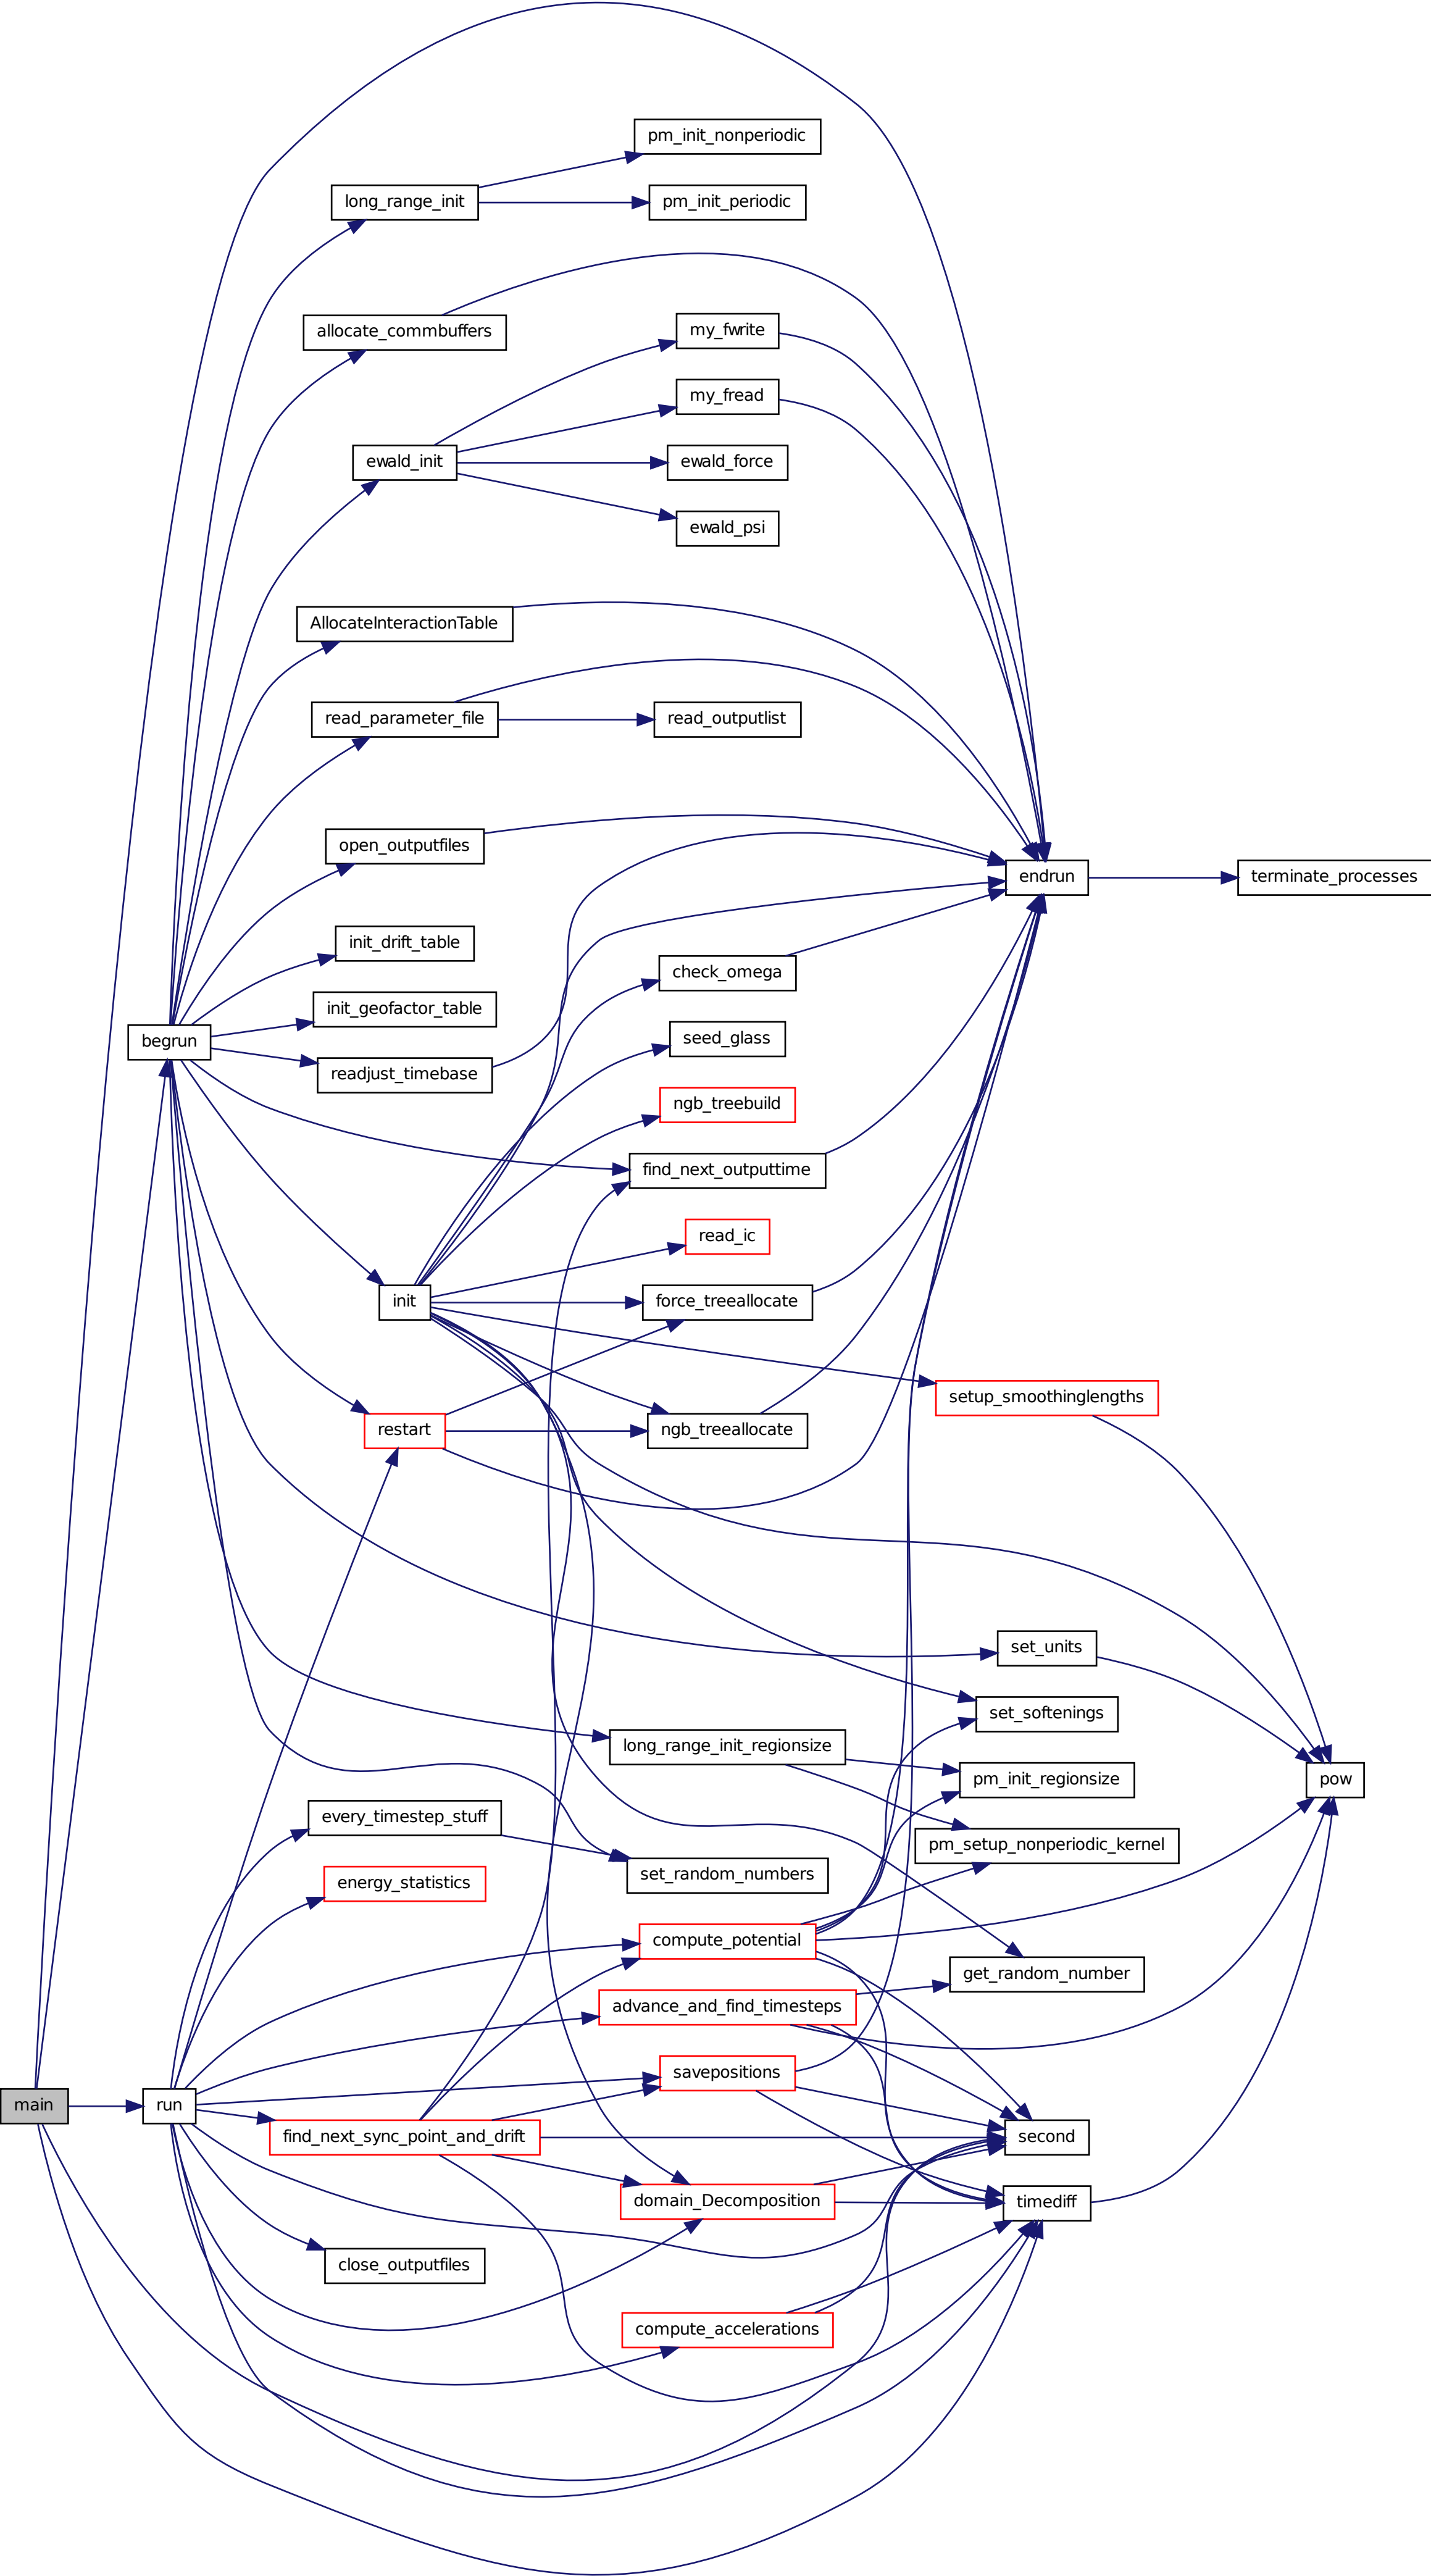 pm_init_nonperiodic
long_range_init
pm_init_periodic
allocate_commbuffers
my_fwrite
my_fread
ewald_init
ewald_force
ewald_psi
AllocateInteractionTable
read_parameter_file
read_outputlist
open_outputfiles
endrun
terminate_processes
init_drift_table
check_omega
init_geofactor_table
begrun
seed_glass
readjust_timebase
ngb_treebuild
find_next_outputtime
read_ic
init
force_treeallocate
setup_smoothinglengths
restart
ngb_treeallocate
set_units
set_softenings
long_range_init_regionsize
pm_init_regionsize
pow
every_timestep_stuff
pm_setup_nonperiodic_kernel
set_random_numbers
energy_statistics
compute_potential
get_random_number
advance_and_find_timesteps
savepositions
main
run
find_next_sync_point_and_drift
second
domain_Decomposition
timediff
close_outputfiles
compute_accelerations